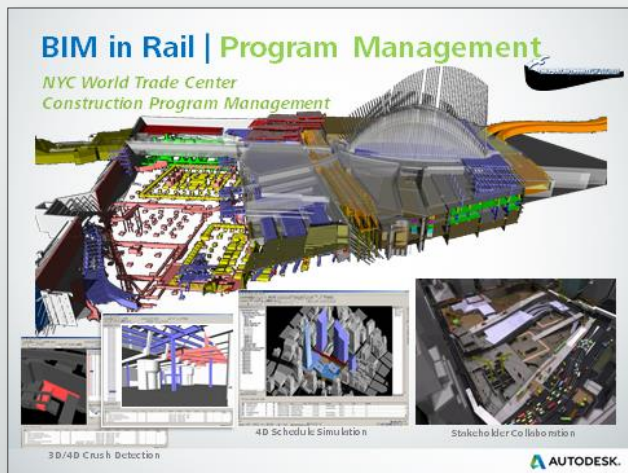 BIM in Rail | Program Management
NYC World Trade Center
Construction Program Management
3D/4D Crush Detection
4D Schedule Simulation
Stakeholder Collaboration
AUTODESK.